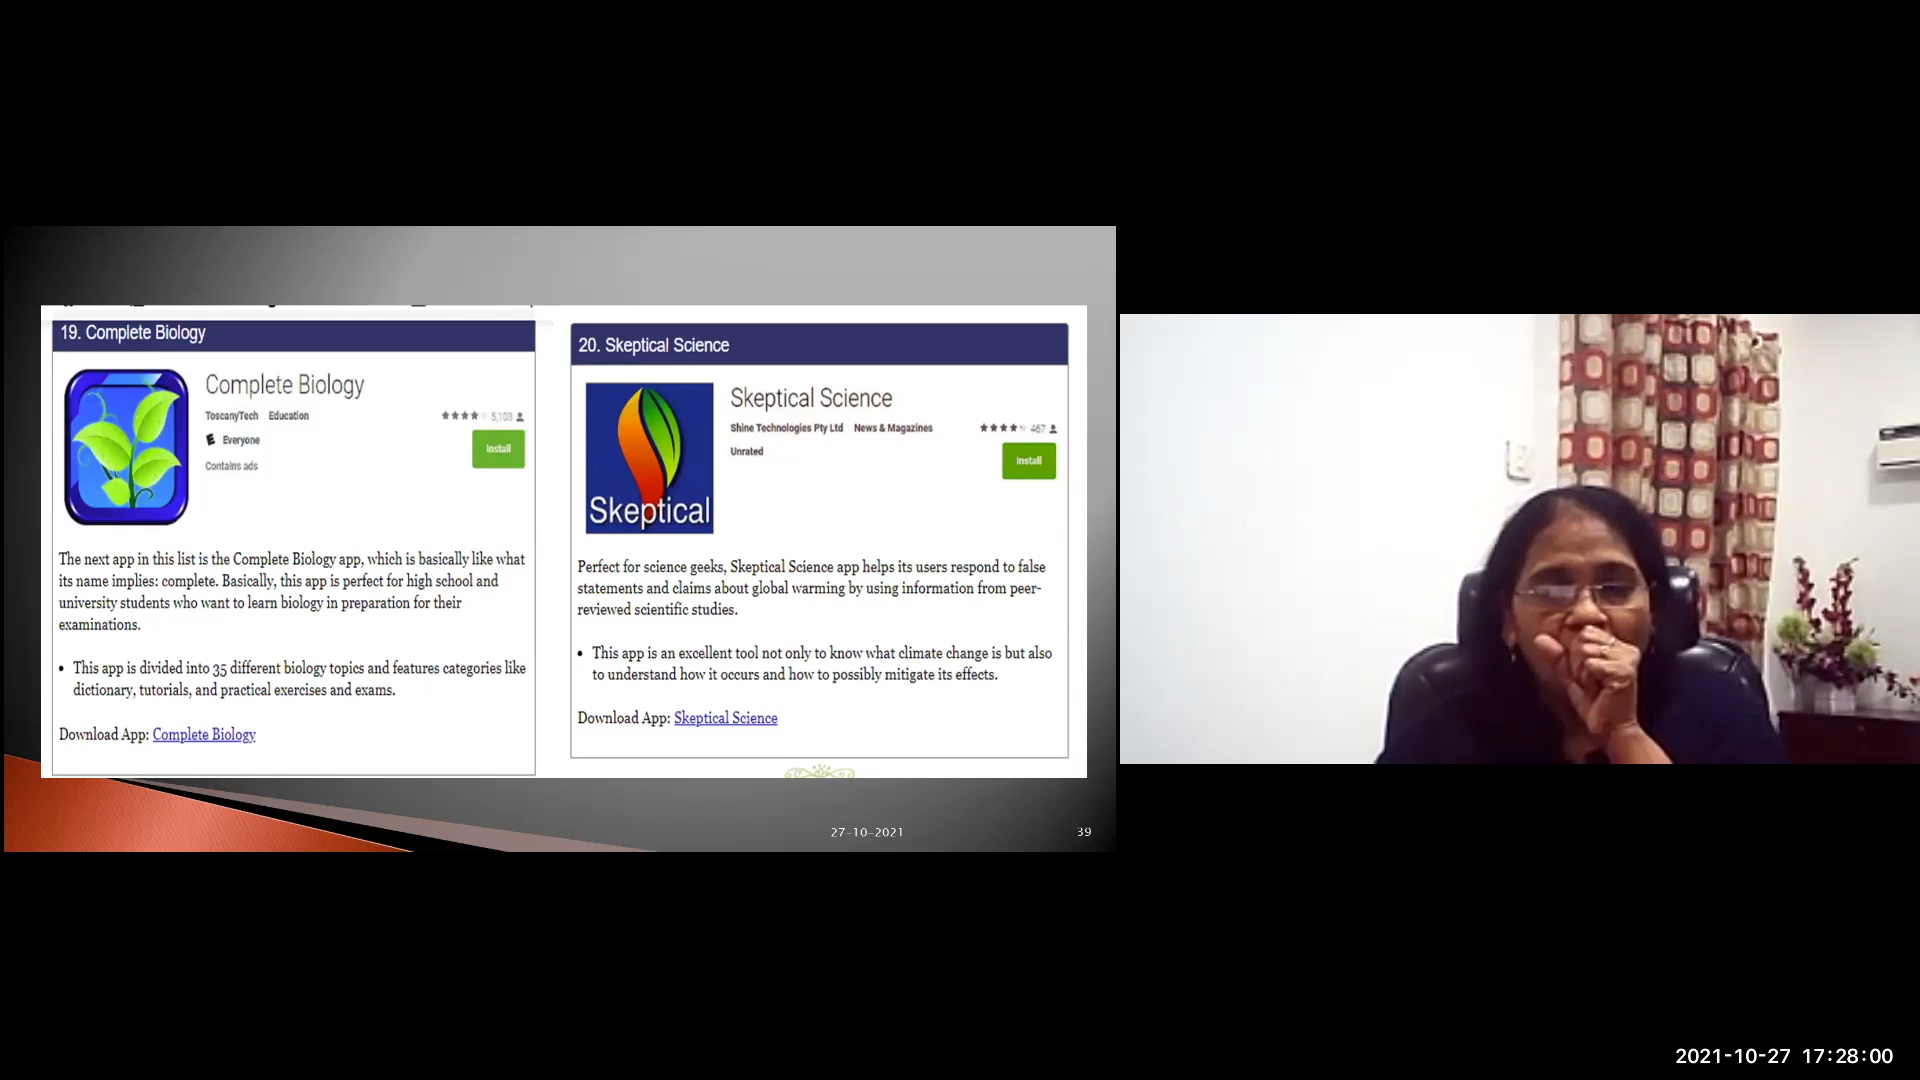 19. Complete Biology
Complete Biology
ToscanyTech Education
5,103
Everyone
Install
Contains ads
The next app in this list is the Complete Biology app, which is basically like what
its name implies: complete. Basically, this app is perfect for high school and
university students who want to learn biology in preparation for their
examinations.
• This app is divided into 35 different biology topics and features categories like
dictionary, tutorials, and practical exercises and exams.
Download App: Complete Biology
20. Skeptical Science
Skeptical
Skeptical Science
Shine Technologies Pty Ltd News & Magazines
467
Unrated
Install
Perfect for science geeks, Skeptical Science app helps its users respond to false
statements and claims about global warming by using information from peer-
reviewed scientific studies.
• This app is an excellent tool not only to know what climate change is but also
to understand how it occurs and how to possibly mitigate its effects.
Download App: Skeptical Science
27-10-2021
39
2021-10-27 17:28:00